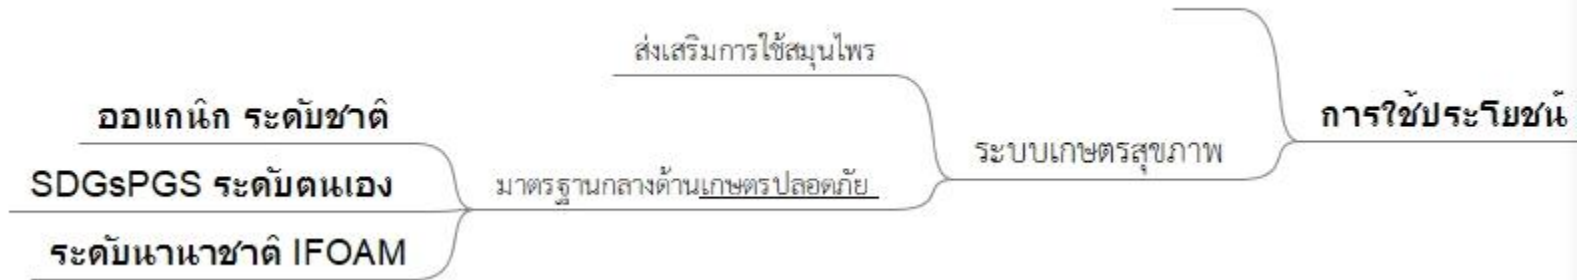 ส่งเสริมการใช้สมุนไพร
ออแกนิก ระดับชาติ
การใช้ประโยชน์
ระบบเกษตรสุขภาพ
SDGsPGS ระดับตนเอง
มาตรฐานกลางด้านเกษตรปลอดภัย
ระดับนานาชาติ IFOAM